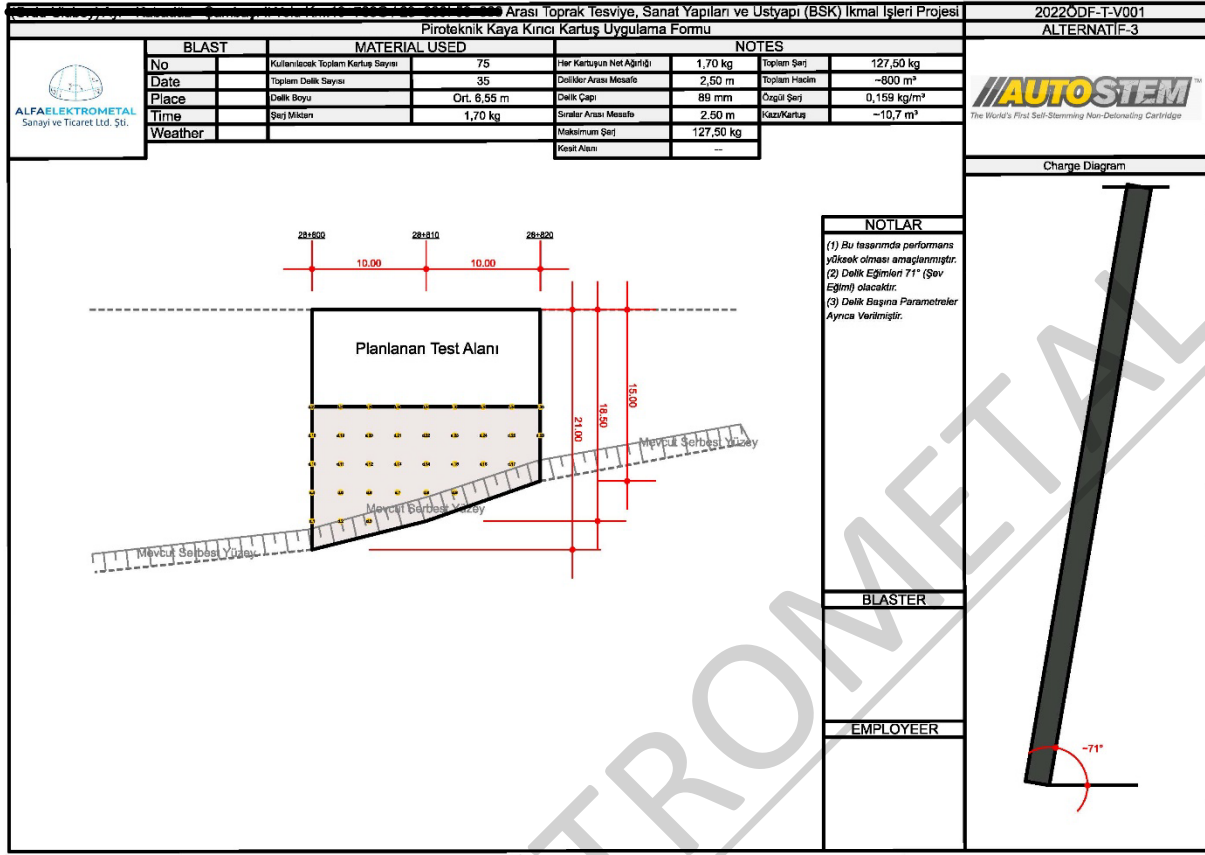 Arası Toprak Tesviye, Sanat Yapıları ve Üstyapı (BSK) İkmal İşleri Projesi
2022ÖDF-T-V001
Piroteknik Kaya Kırıcı Kartuş Uygulama Formu
ALTERNATİF-3
BLAST
MATERIAL USED
NOTES
No
Kullanılacak Toplam Kartuş Sayısı 75
Her Kartuşun Net Ağırlığı 1,70 kg
Toplam Şarj 127,50 kg
Date
Toplam Delik Sayısı 35
Delikler Arası Mesafe 2,50 m
Toplam Hacim ~800 m³
Place
Delik Boyu Ort. 6,55 m
Delik Çapı 89 mm
Özgül Şarj 0,159 kg/m³
Time
Şarj Miktarı 1,70 kg
Sıralar Arası Mesafe 2.50 m
Kazı/Kartuş ~10,7 m³
Weather
Maksimum Şarj 127,50 kg
Kesit Alanı --
ALFAELEKTROMETAL
Sanayi ve Ticaret Ltd. Şti.
AUTOSTEM™
The World's First Self-Stemming Non-Detonating Cartridge
Charge Diagram
NOTLAR
(1) Bu tasarımda performans
yüksek olması amaçlanmıştır.
(2) Delik Eğimleri 71° (Şev
Eğimi) olacaktır.
(3) Delik Başına Parametreler
Ayrıca Verilmiştir.
28+800
28+810
28+820
10.00
10.00
Planlanan Test Alanı
15.00
18.50
21.00
Mevcut Serbest Yüzey
Mevcut Serbest Yüzey
Mevcut Serbest Yüzey
BLASTER
EMPLOYEER
~71°
TROMETAL